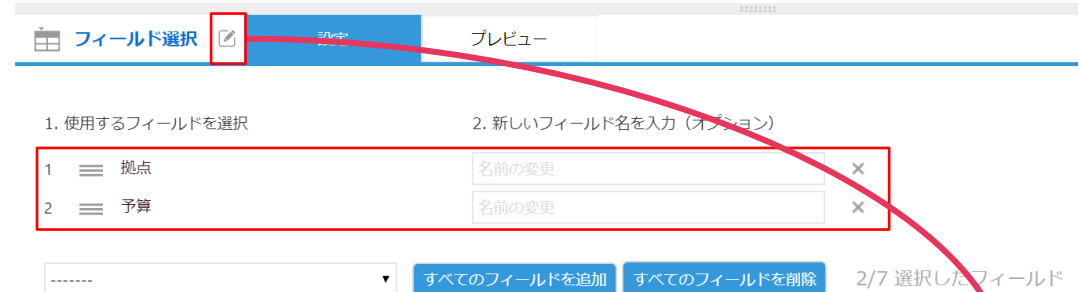 フィールド選択 設定 プレビュー
1. 使用するフィールドを選択 2. 新しいフィールド名を入力（オプション）
1 拠点 名前の変更
2 予算 名前の変更
------- すべてのフィールドを追加 すべてのフィールドを削除 2/7 選択したフィールド